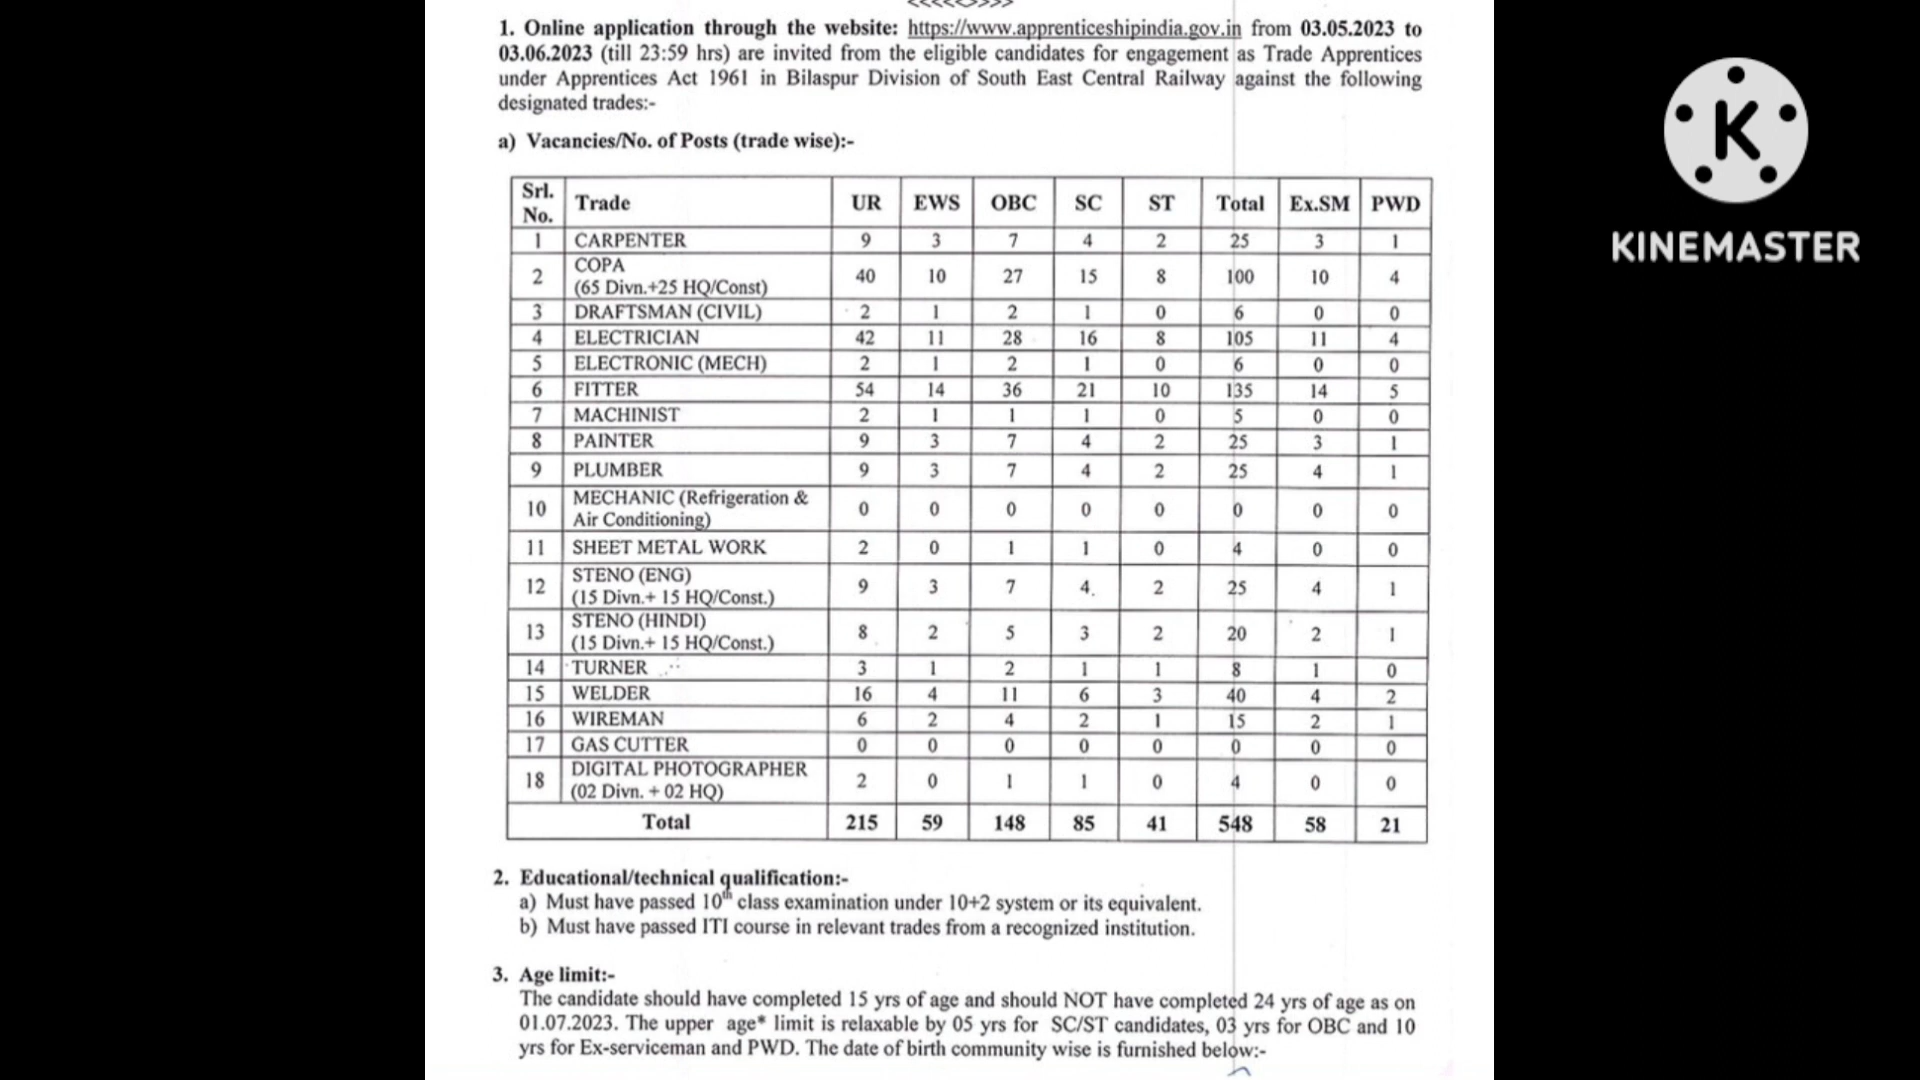 1. Online application through the website: https://www.apprenticeshipindia.gov.in from 03.05.2023 to
03.06.2023 (till 23:59 hrs) are invited from the eligible candidates for engagement as Trade Apprentices
under Apprentices Act 1961 in Bilaspur Division of South East Central Railway against the following
designated trades:-
a) Vacancies/No. of Posts (trade wise):-
Srl. No. Trade UR EWS OBC SC ST Total Ex.SM PWD
1 CARPENTER 9 3 7 4 2 25 3 1
2 COPA (65 Divn.+25 HQ/Const) 40 10 27 15 8 100 10 4
3 DRAFTSMAN (CIVIL) 2 1 2 1 0 6 0 0
4 ELECTRICIAN 42 11 28 16 8 105 11 4
5 ELECTRONIC (MECH) 2 1 2 1 0 6 0 0
6 FITTER 54 14 36 21 10 135 14 5
7 MACHINIST 2 1 1 1 0 5 0 0
8 PAINTER 9 3 7 4 2 25 3 1
9 PLUMBER 9 3 7 4 2 25 4 1
10 MECHANIC (Refrigeration & Air Conditioning) 0 0 0 0 0 0 0 0
11 SHEET METAL WORK 2 0 1 1 0 4 0 0
12 STENO (ENG) (15 Divn.+ 15 HQ/Const.) 9 3 7 4 2 25 4 1
13 STENO (HINDI) (15 Divn.+ 15 HQ/Const.) 8 2 5 3 2 20 2 1
14 TURNER 3 1 2 1 1 8 1 0
15 WELDER 16 4 11 6 3 40 4 2
16 WIREMAN 6 2 4 2 1 15 2 1
17 GAS CUTTER 0 0 0 0 0 0 0 0
18 DIGITAL PHOTOGRAPHER (02 Divn. + 02 HQ) 2 0 1 1 0 4 0 0
Total 215 59 148 85 41 548 58 21
2. Educational/technical qualification:-
a) Must have passed 10th class examination under 10+2 system or its equivalent.
b) Must have passed ITI course in relevant trades from a recognized institution.
3. Age limit:-
The candidate should have completed 15 yrs of age and should NOT have completed 24 yrs of age as on
01.07.2023. The upper age* limit is relaxable by 05 yrs for SC/ST candidates, 03 yrs for OBC and 10
yrs for Ex-serviceman and PWD. The date of birth community wise is furnished below:-
K
KINEMASTER